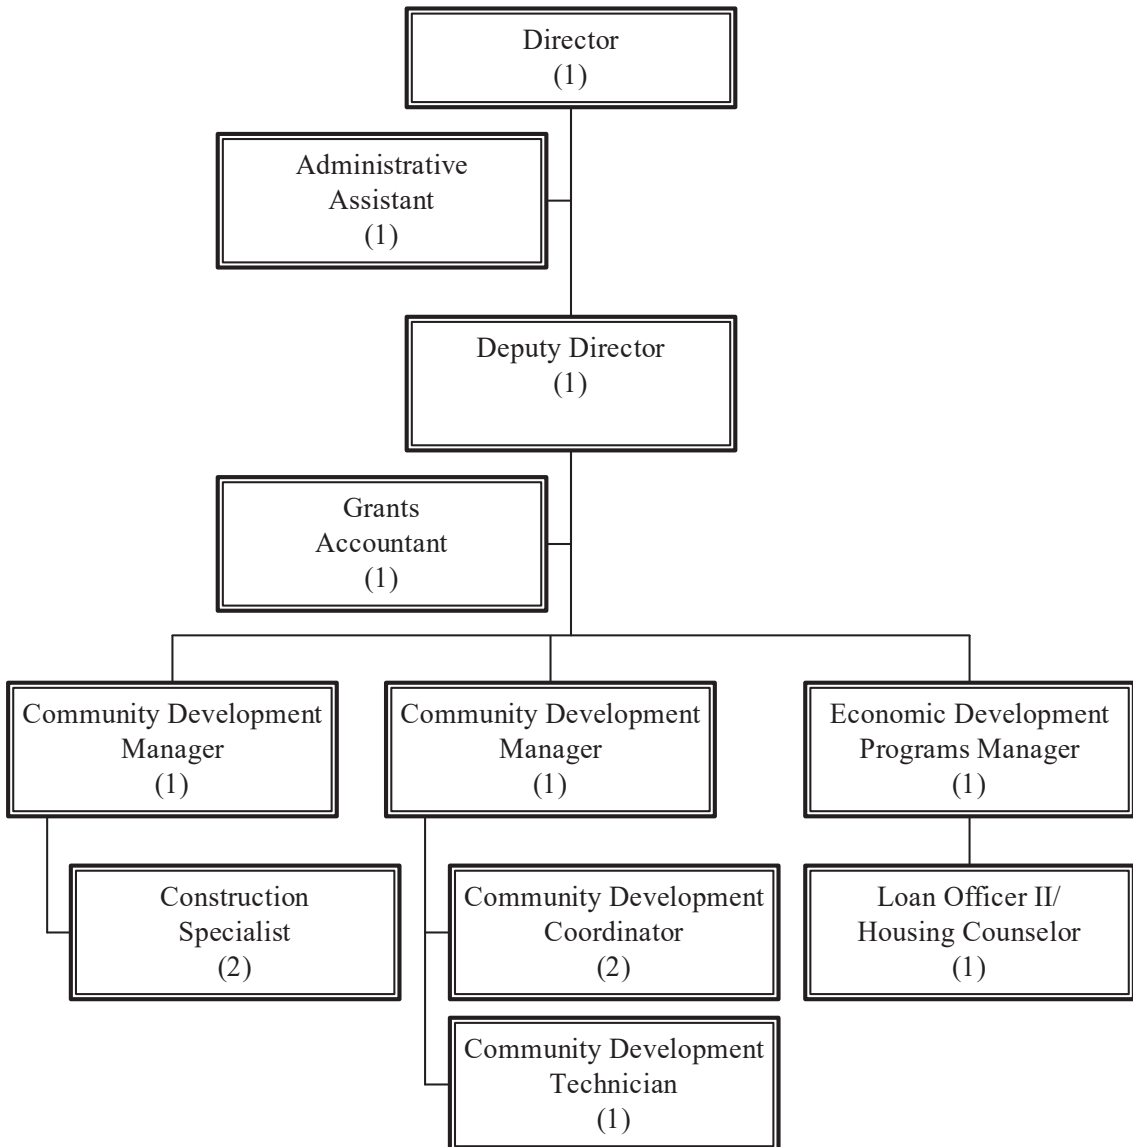 Director
(1)
Administrative
Assistant
(1)
Deputy Director
(1)
Grants
Accountant
(1)
Community Development
Manager
(1)
Community Development
Manager
(1)
Economic Development
Programs Manager
(1)
Construction
Specialist
(2)
Community Development
Coordinator
(2)
Loan Officer II/
Housing Counselor
(1)
Community Development
Technician
(1)